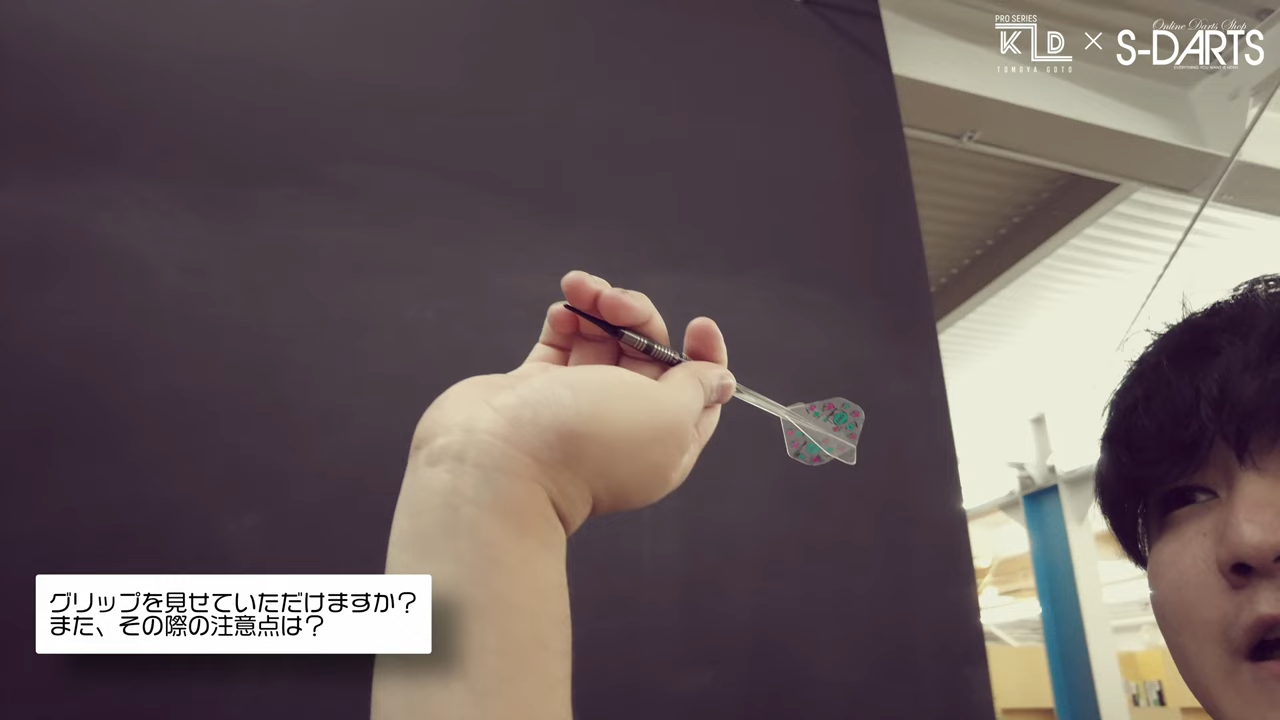 PRO SERIES
KLD
TOMOYA GOTO
×
Online Darts Shop
S-DARTS
グリップを見せていただけますか？
また、その際の注意点は？